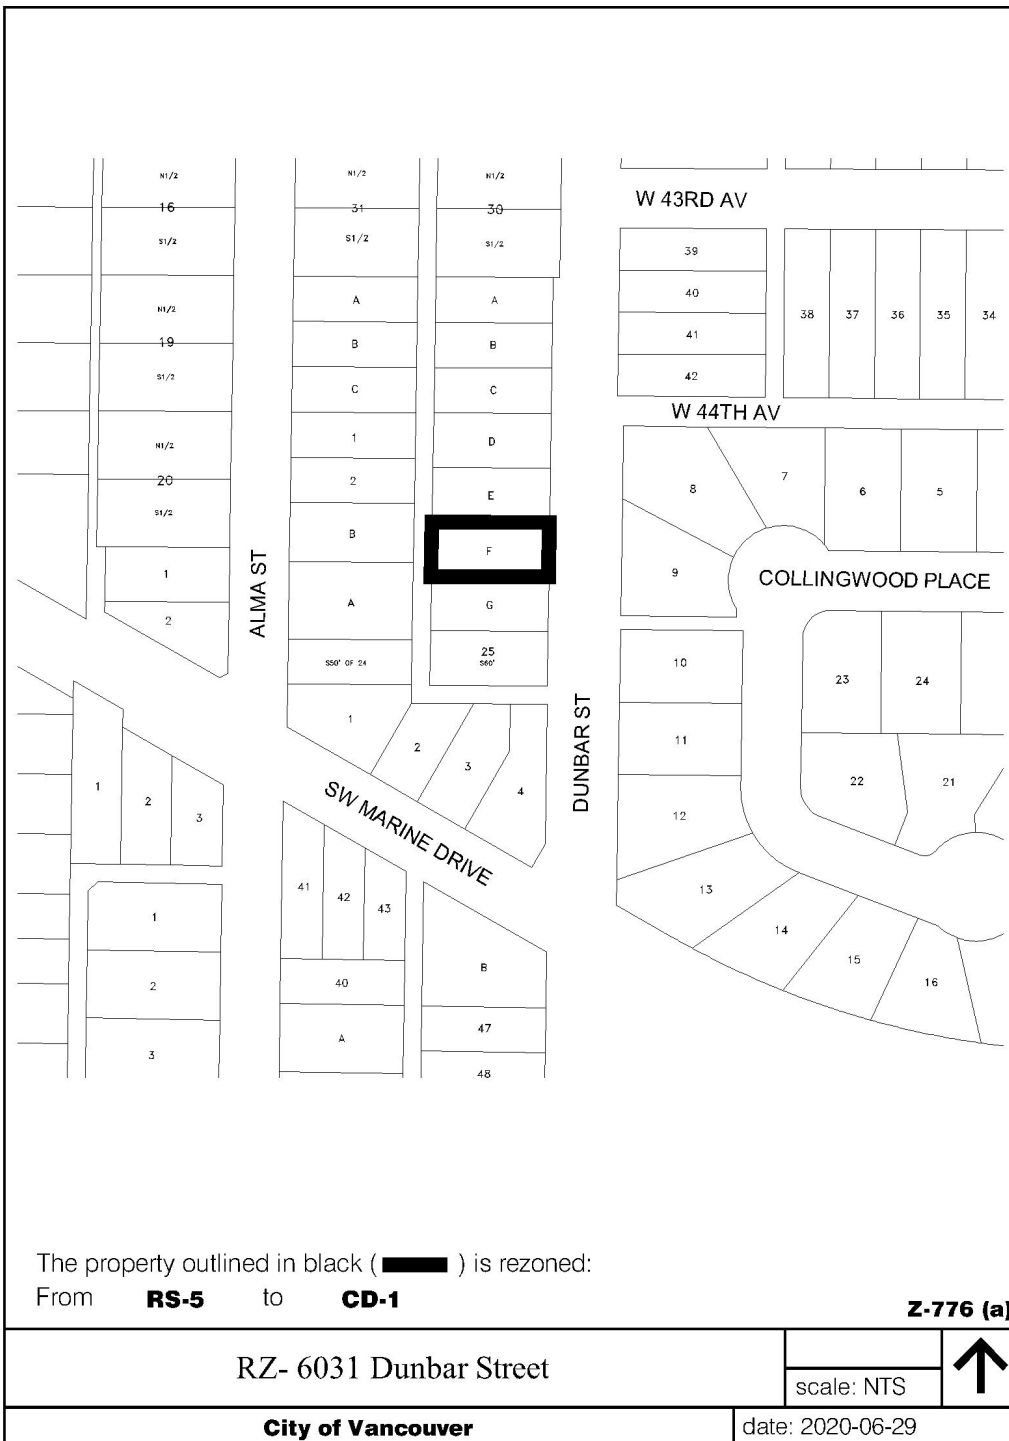 N1/2
N1/2
N1/2
W 43RD AV
16
31
30
S1/2
S1/2
S1/2
39
A
A
40
N1/2
38
37
36
35
34
41
19
B
B
S1/2
42
C
C
W 44TH AV
1
D
N1/2
20
2
E
8
7
6
5
S1/2
B
F
ALMA ST
1
9
COLLINGWOOD PLACE
A
G
2
25
S60'
S50' OF 24
10
23
24
1
DUNBAR ST
11
2
3
4
1
2
3
SW MARINE DRIVE
22
21
12
41
42
43
13
1
14
B
15
40
16
2
47
A
3
48
The property outlined in black ( ) is rezoned:
From RS-5 to CD-1
Z-776 (a)
RZ- 6031 Dunbar Street
scale: NTS
City of Vancouver
date: 2020-06-29